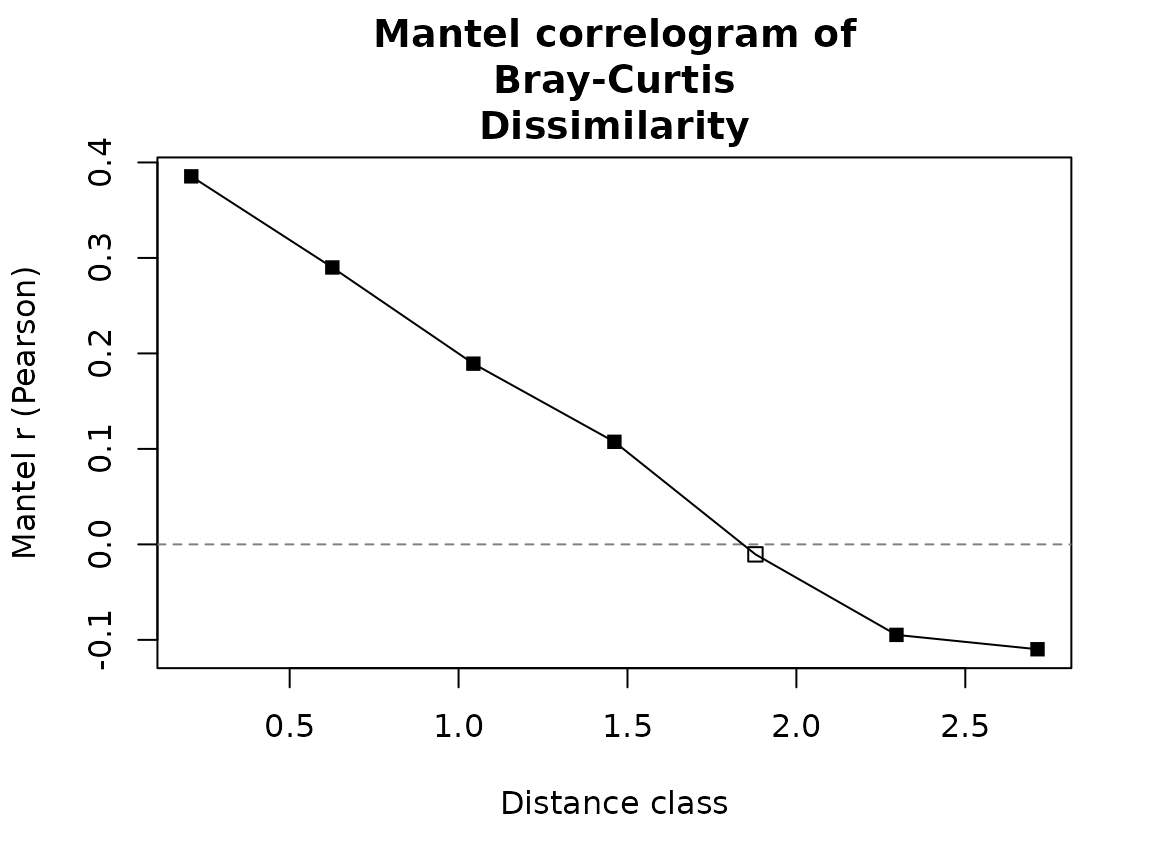 Mantel correlogram of
Bray-Curtis
Dissimilarity
Mantel r (Pearson)
0.4
0.3
0.2
0.1
0.0
-0.1
0.5 1.0 1.5 2.0 2.5
Distance class